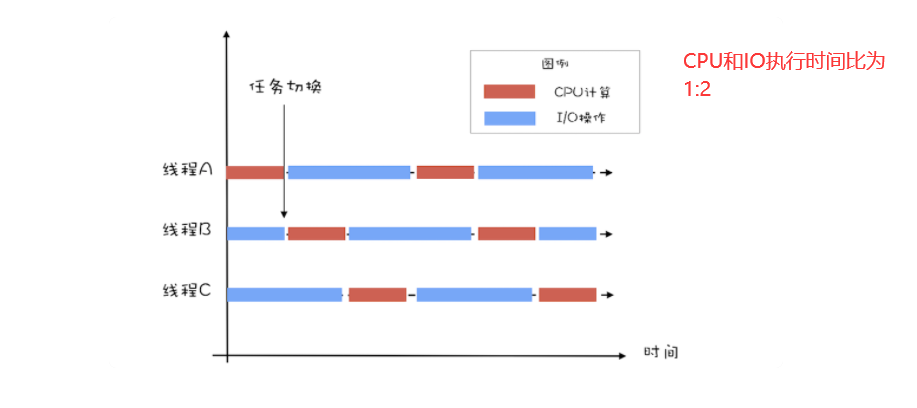 图例
CPU计算
I/O操作
CPU和IO执行时间比为
1:2
任务切换
线程A
线程B
线程C
时间